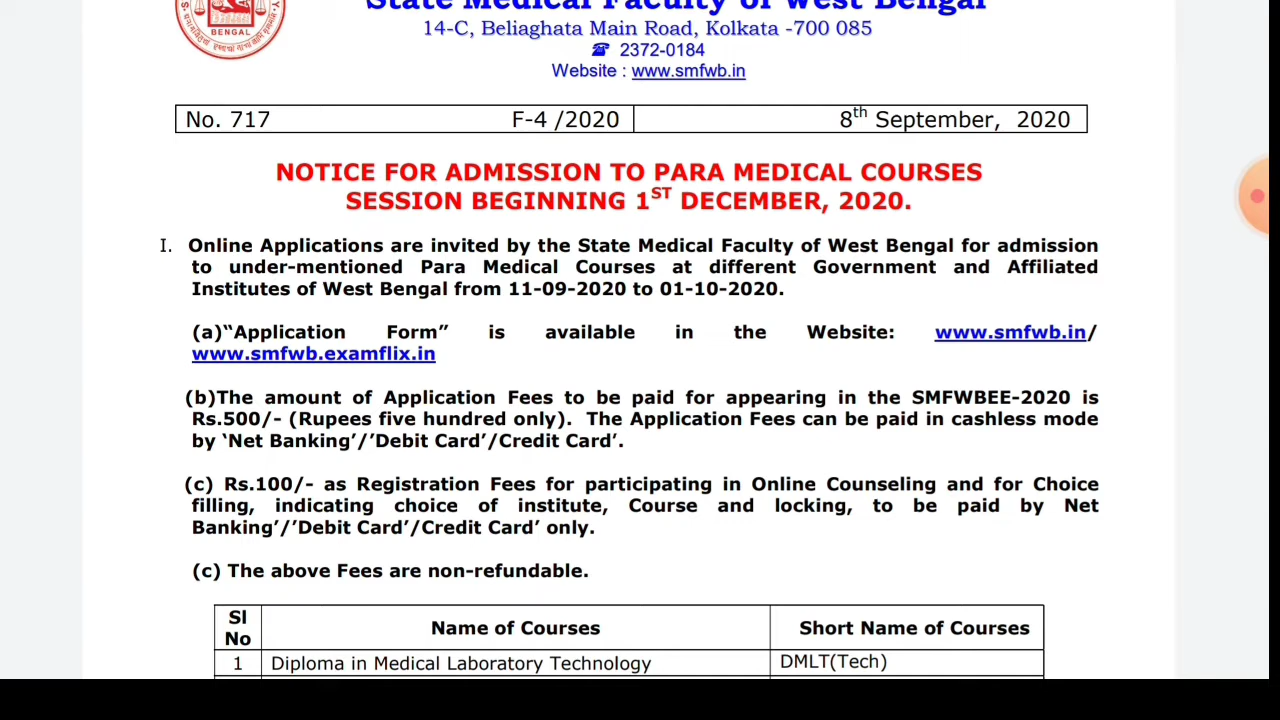 State Medical Faculty of West Bengal
BENGAL
14-C, Beliaghata Main Road, Kolkata -700 085
☎ 2372-0184
Website : www.smfwb.in
No. 717 F-4 /2020 8th September, 2020
NOTICE FOR ADMISSION TO PARA MEDICAL COURSES
SESSION BEGINNING 1ST DECEMBER, 2020.
I. Online Applications are invited by the State Medical Faculty of West Bengal for admission
to under-mentioned Para Medical Courses at different Government and Affiliated
Institutes of West Bengal from 11-09-2020 to 01-10-2020.
(a)“Application Form” is available in the Website: www.smfwb.in/
www.smfwb.examflix.in
(b)The amount of Application Fees to be paid for appearing in the SMFWBEE-2020 is
Rs.500/- (Rupees five hundred only). The Application Fees can be paid in cashless mode
by ‘Net Banking’/’Debit Card’/Credit Card’.
(c) Rs.100/- as Registration Fees for participating in Online Counseling and for Choice
filling, indicating choice of institute, Course and locking, to be paid by Net
Banking’/’Debit Card’/Credit Card’ only.
(c) The above Fees are non-refundable.
Sl
No
Name of Courses
Short Name of Courses
1 Diploma in Medical Laboratory Technology DMLT(Tech)